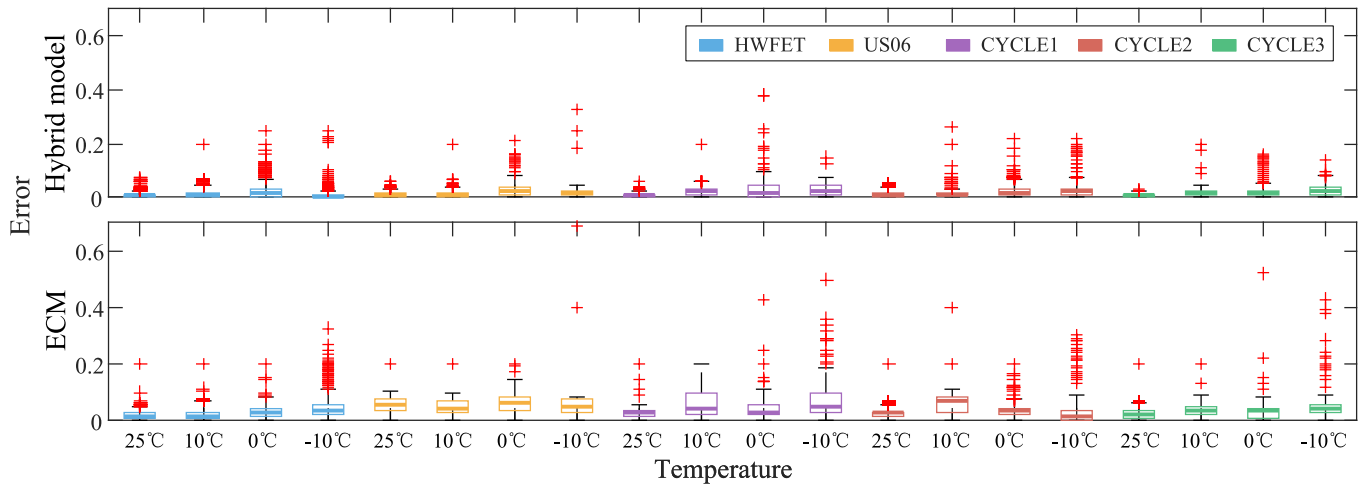 0.6
0.4
0.2
0
Hybrid model
HWFET US06 CYCLE1 CYCLE2 CYCLE3
Error
0.6
0.4
0.2
0
ECM
25℃ 10℃ 0℃ -10℃ 25℃ 10℃ 0℃ -10℃ 25℃ 10℃ 0℃ -10℃ 25℃ 10℃ 0℃ -10℃ 25℃ 10℃ 0℃ -10℃
Temperature